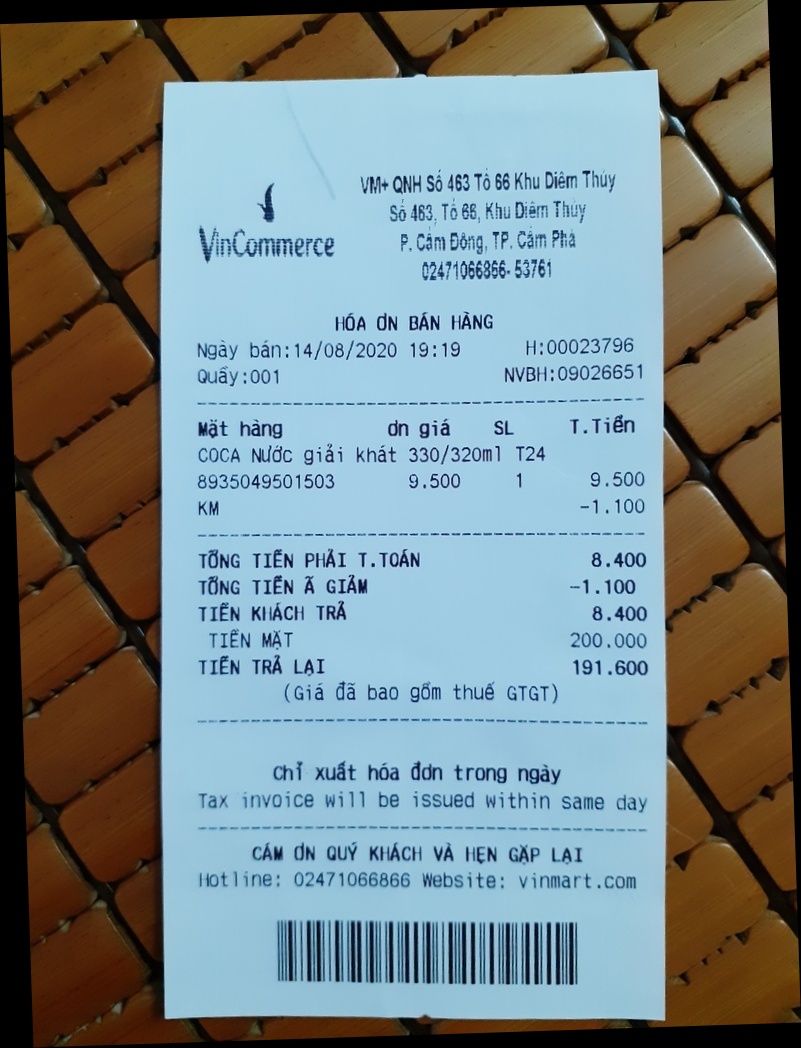 VinCommerce
VM+ QNH Số 463 Tổ 66 Khu Diêm Thủy
Số 463, Tổ 66, Khu Diêm Thủy
P. Cẩm Đông, TP. Cẩm Phả
02471066866- 53761
HÓA ƠN BÁN HÀNG
Ngày bán:14/08/2020 19:19 H:00023796
Quầy:001 NVBH:09026651
Mặt hàng ơn giá SL T.Tiền
COCA Nước giải khát 330/320ml T24
8935049501503 9.500 1 9.500
KM -1.100
TỔNG TIỀN PHẢI T.TOÁN 8.400
TỔNG TIỀN Ã GIẢM -1.100
TIỀN KHÁCH TRẢ 8.400
TIỀN MẶT 200.000
TIỀN TRẢ LẠI 191.600
(Giá đã bao gồm thuế GTGT)
Chỉ xuất hóa đơn trong ngày
Tax invoice will be issued within same day
CẢM ƠN QUÝ KHÁCH VÀ HẸN GẶP LẠI
Hotline: 02471066866 Website: vinmart.com